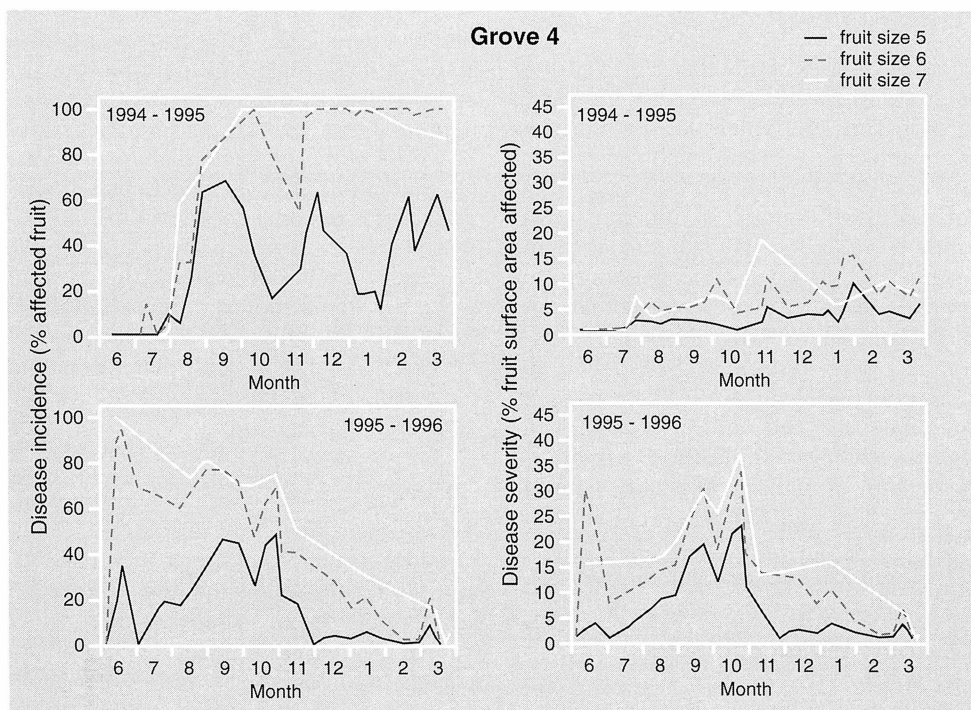 Grove 4
fruit size 5
fruit size 6
fruit size 7
Disease incidence (% affected fruit)
1994 - 1995
100
80
60
40
20
0
6 7 8 9 10 11 12 1 2 3
Month
1995 - 1996
100
80
60
40
20
0
6 7 8 9 10 11 12 1 2 3
Month
Disease severity (% fruit surface area affected)
1994 - 1995
45
40
35
30
25
20
15
10
5
0
6 7 8 9 10 11 12 1 2 3
Month
1995 - 1996
45
40
35
30
25
20
15
10
5
0
6 7 8 9 10 11 12 1 2 3
Month